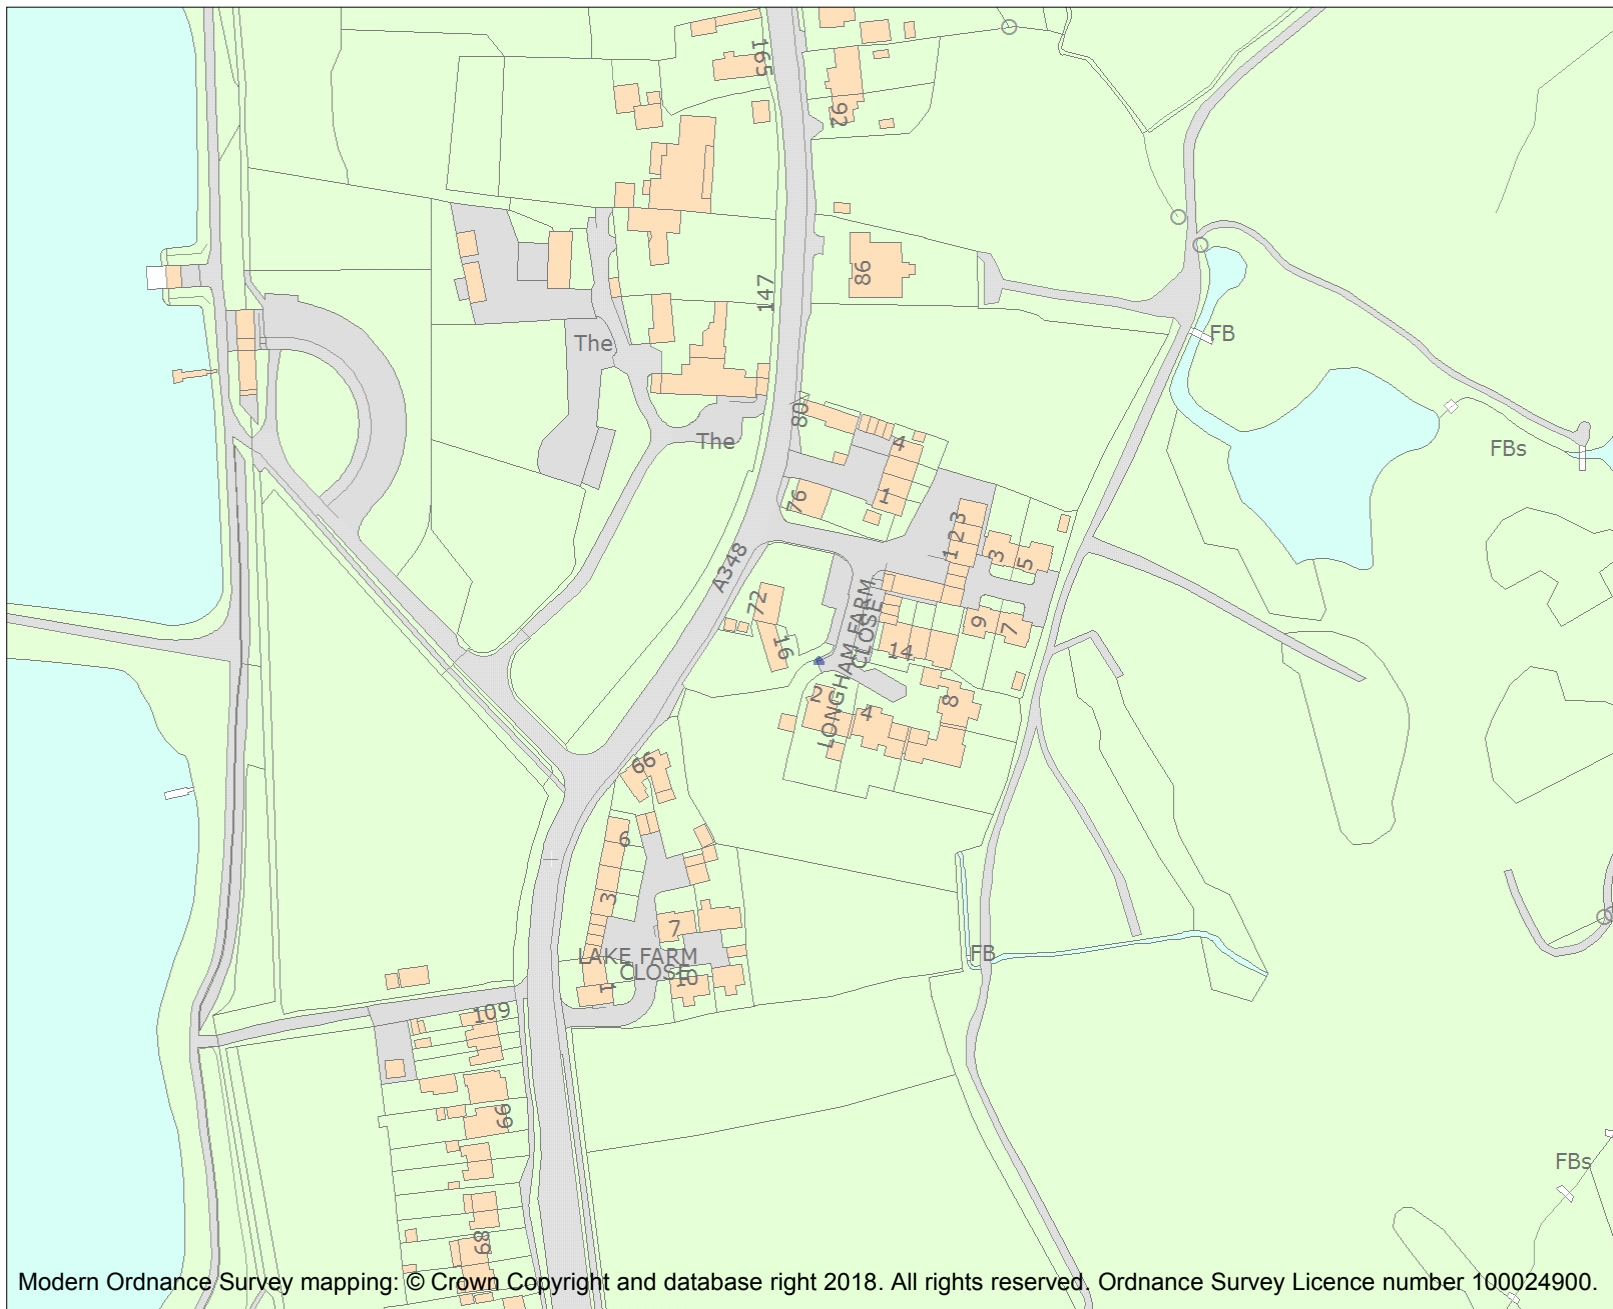 165
92
86
147
The
FB
80
The
4
FBs
76
1
3
2
1
3
5
A348
72
16
9
7
14
LONGHAM FARM
CLOSE
2
4
8
66
6
3
7
LAKE FARM
CLOSE
10
1
FB
109
99
FBs
89
Modern Ordnance Survey mapping: © Crown Copyright and database right 2018. All rights reserved. Ordnance Survey Licence number 100024900.